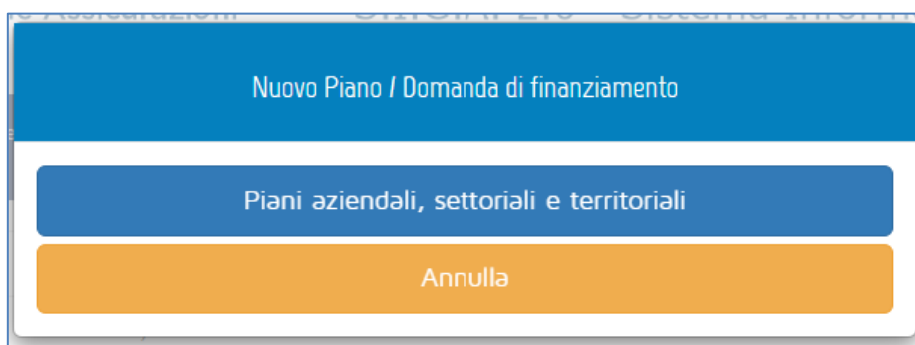 Nuovo Piano / Domanda di finanziamento
Piani aziendali, settoriali e territoriali
Annulla